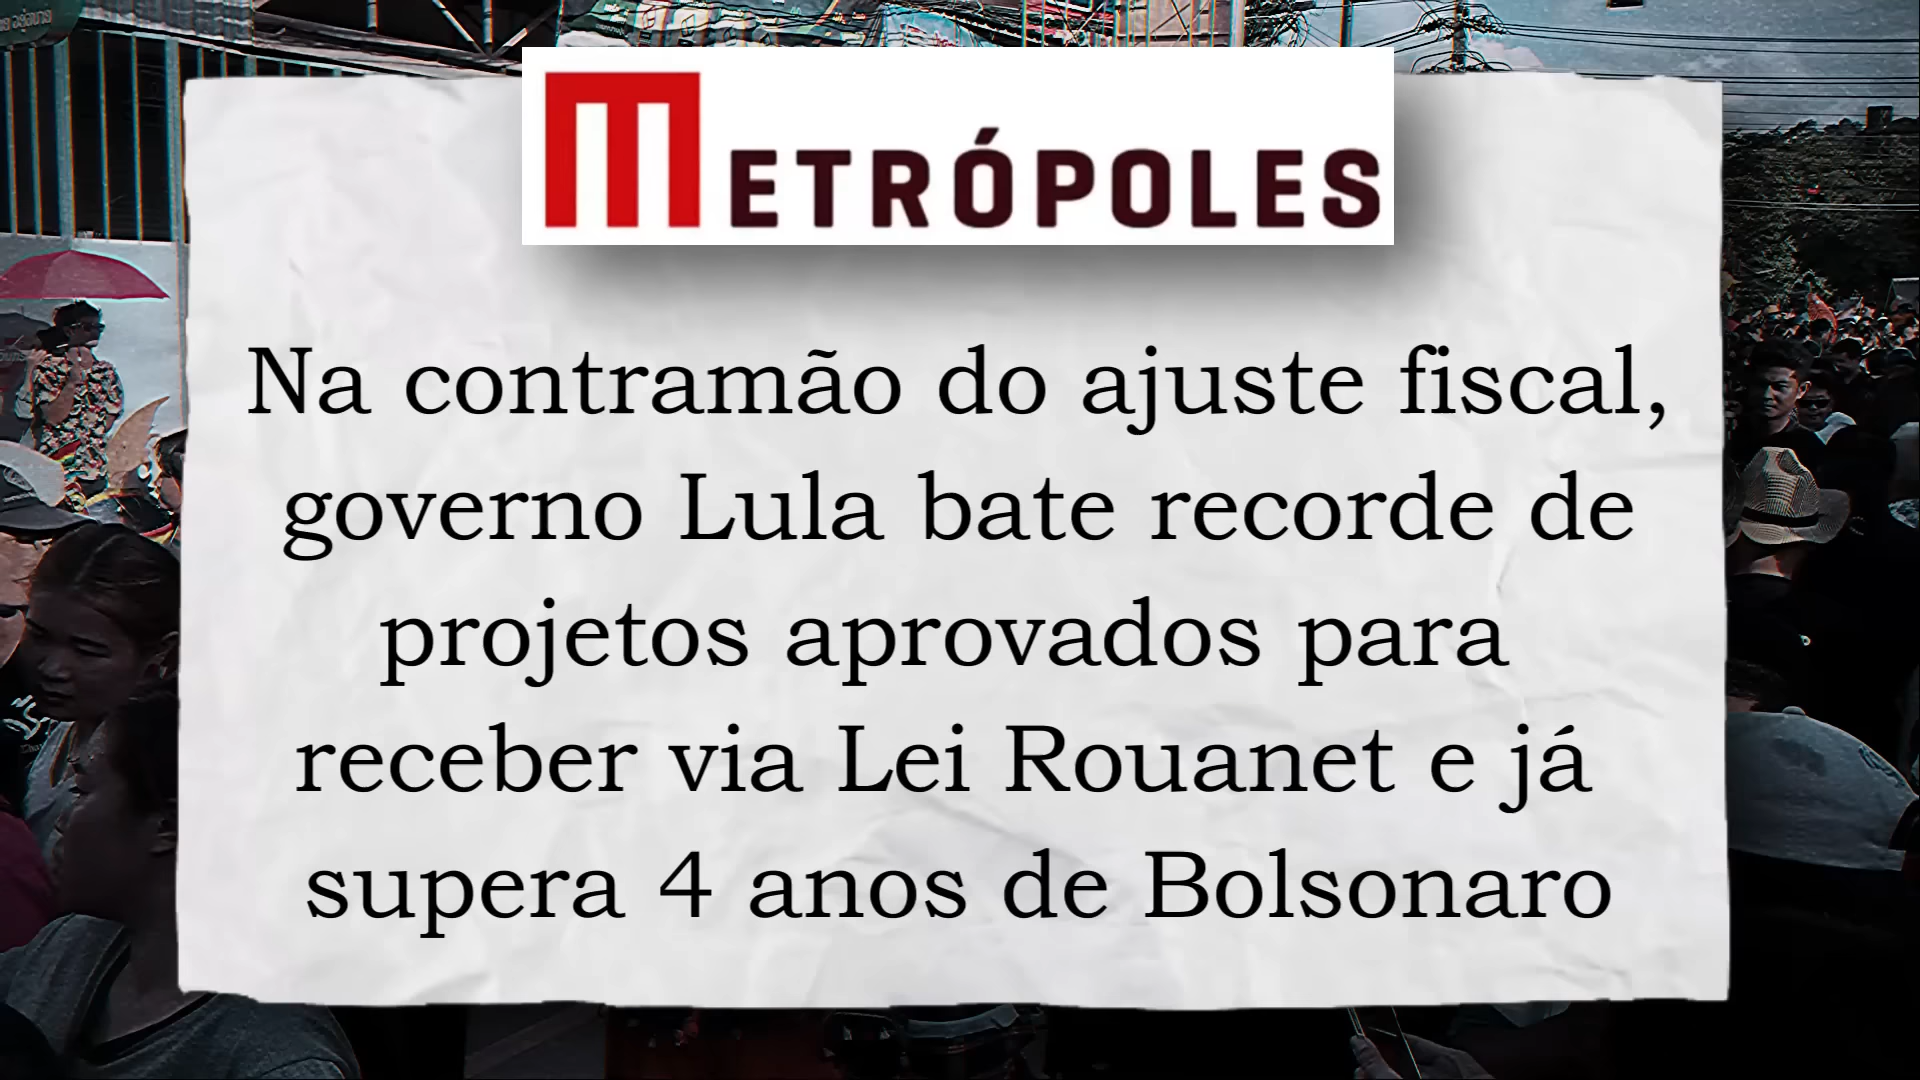 METRÓPOLES
Na contramão do ajuste fiscal,
governo Lula bate recorde de
projetos aprovados para
receber via Lei Rouanet e já
supera 4 anos de Bolsonaro